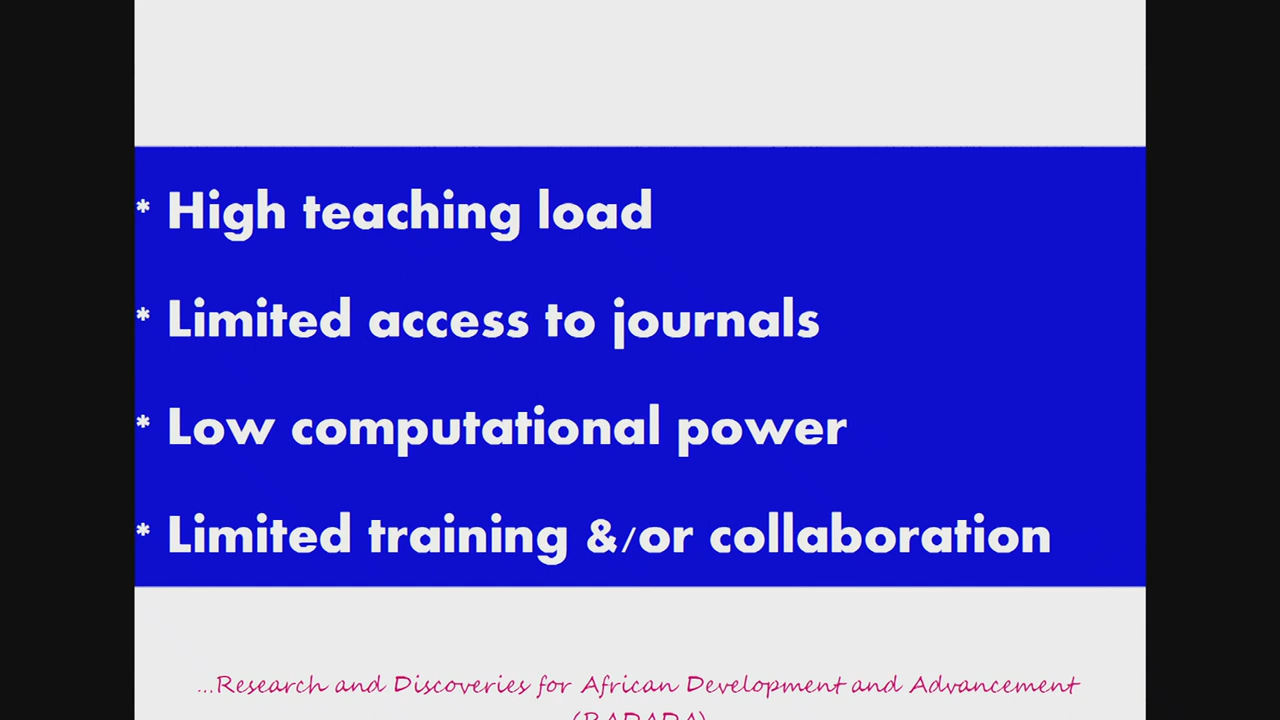 * High teaching load
* Limited access to journals
* Low computational power
* Limited training &/or collaboration
...Research and Discoveries for African Development and Advancement
(RADADA)